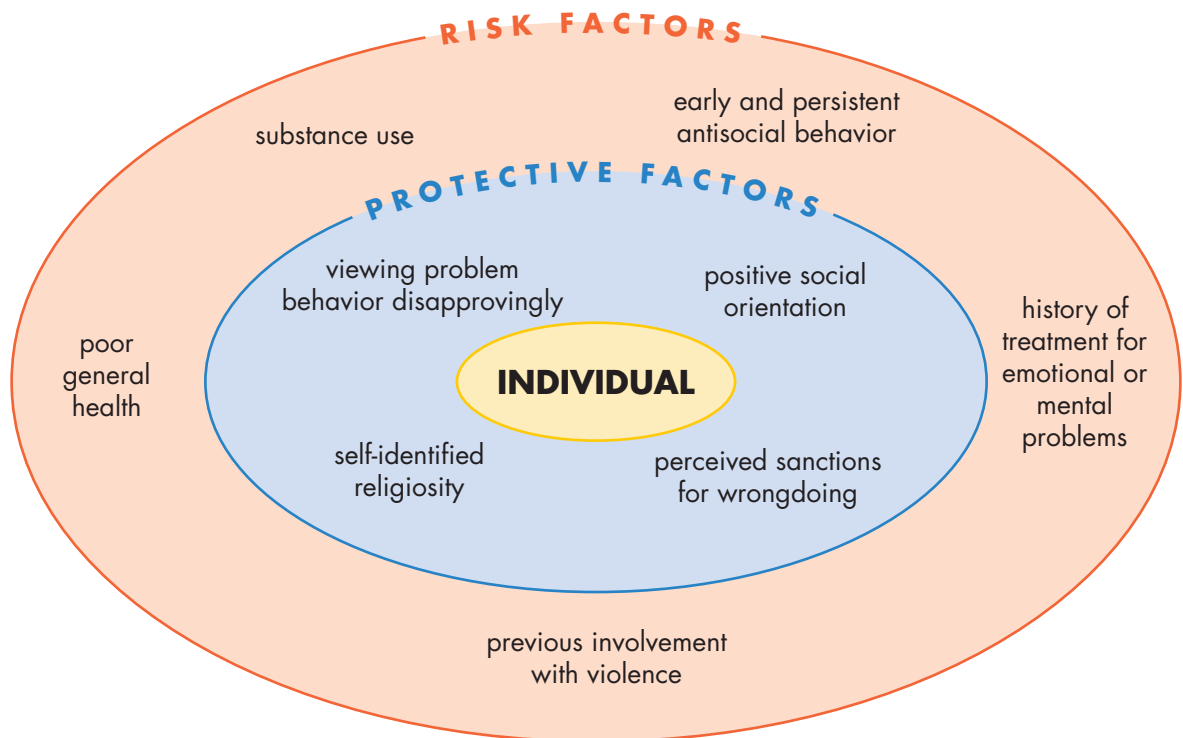 RISK FACTORS
substance use
early and persistent
antisocial behavior
PROTECTIVE FACTORS
viewing problem
behavior disapprovingly
positive social
orientation
poor
general
health
INDIVIDUAL
history of
treatment for
emotional or
mental
problems
self-identified
religiosity
perceived sanctions
for wrongdoing
previous involvement
with violence